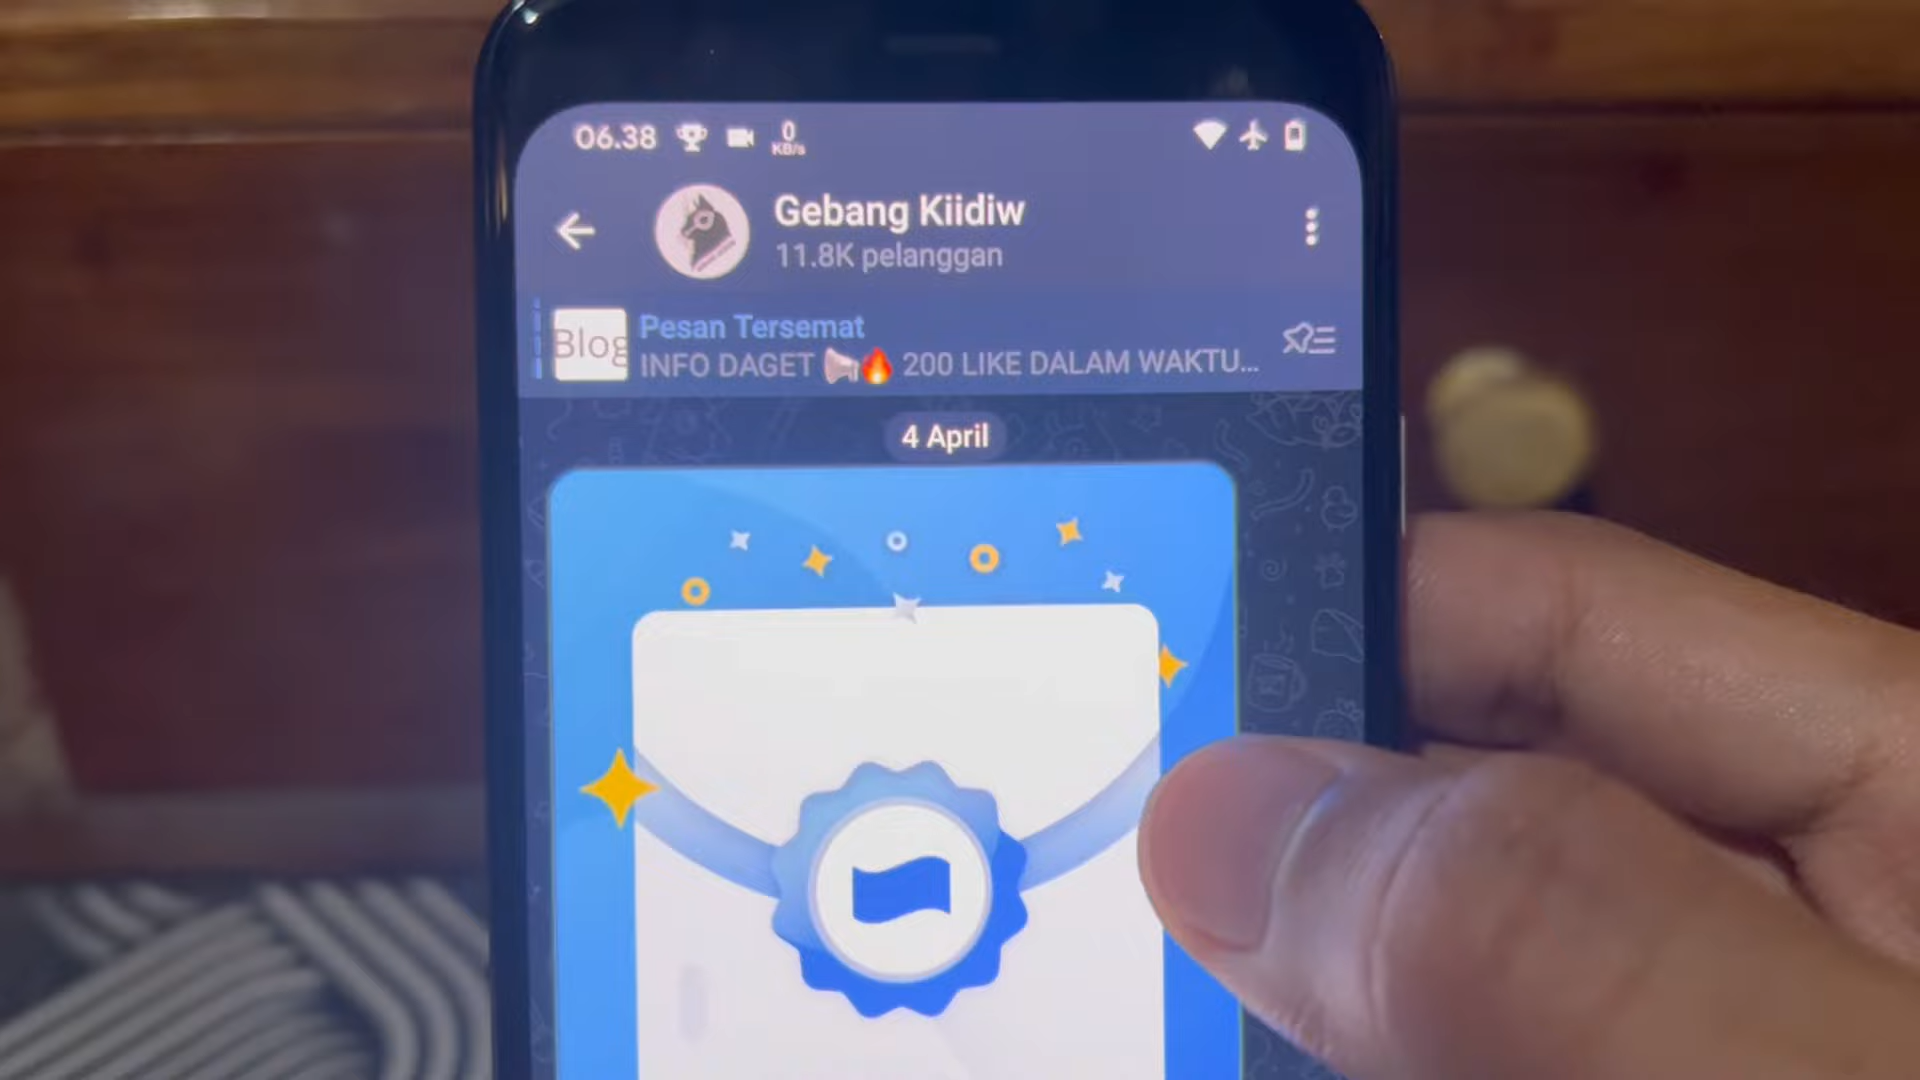 06.38
0
KB/s
Gebang Kiidiw
11.8K pelanggan
Blog
Pesan Tersemat
INFO DAGET 📢🔥 200 LIKE DALAM WAKTU...
4 April